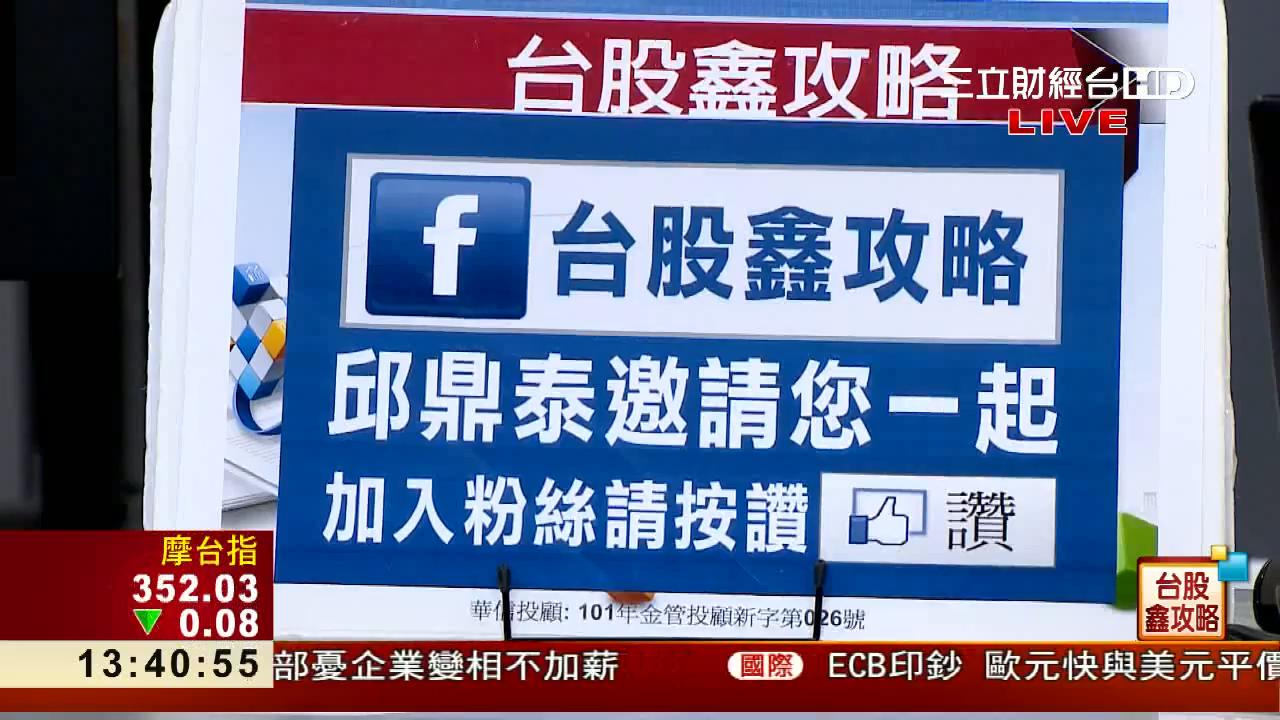 台股鑫攻略
三立財經台HD
LIVE
f 台股鑫攻略
邱鼎泰邀請您一起
加入粉絲請按讚 讚
華信投顧: 101年金管投顧新字第026號
摩台指
352.03
▼ 0.08
台股
鑫攻略
13:40:55 部憂企業變相不加薪 國際 ECB印鈔 歐元快與美元平價